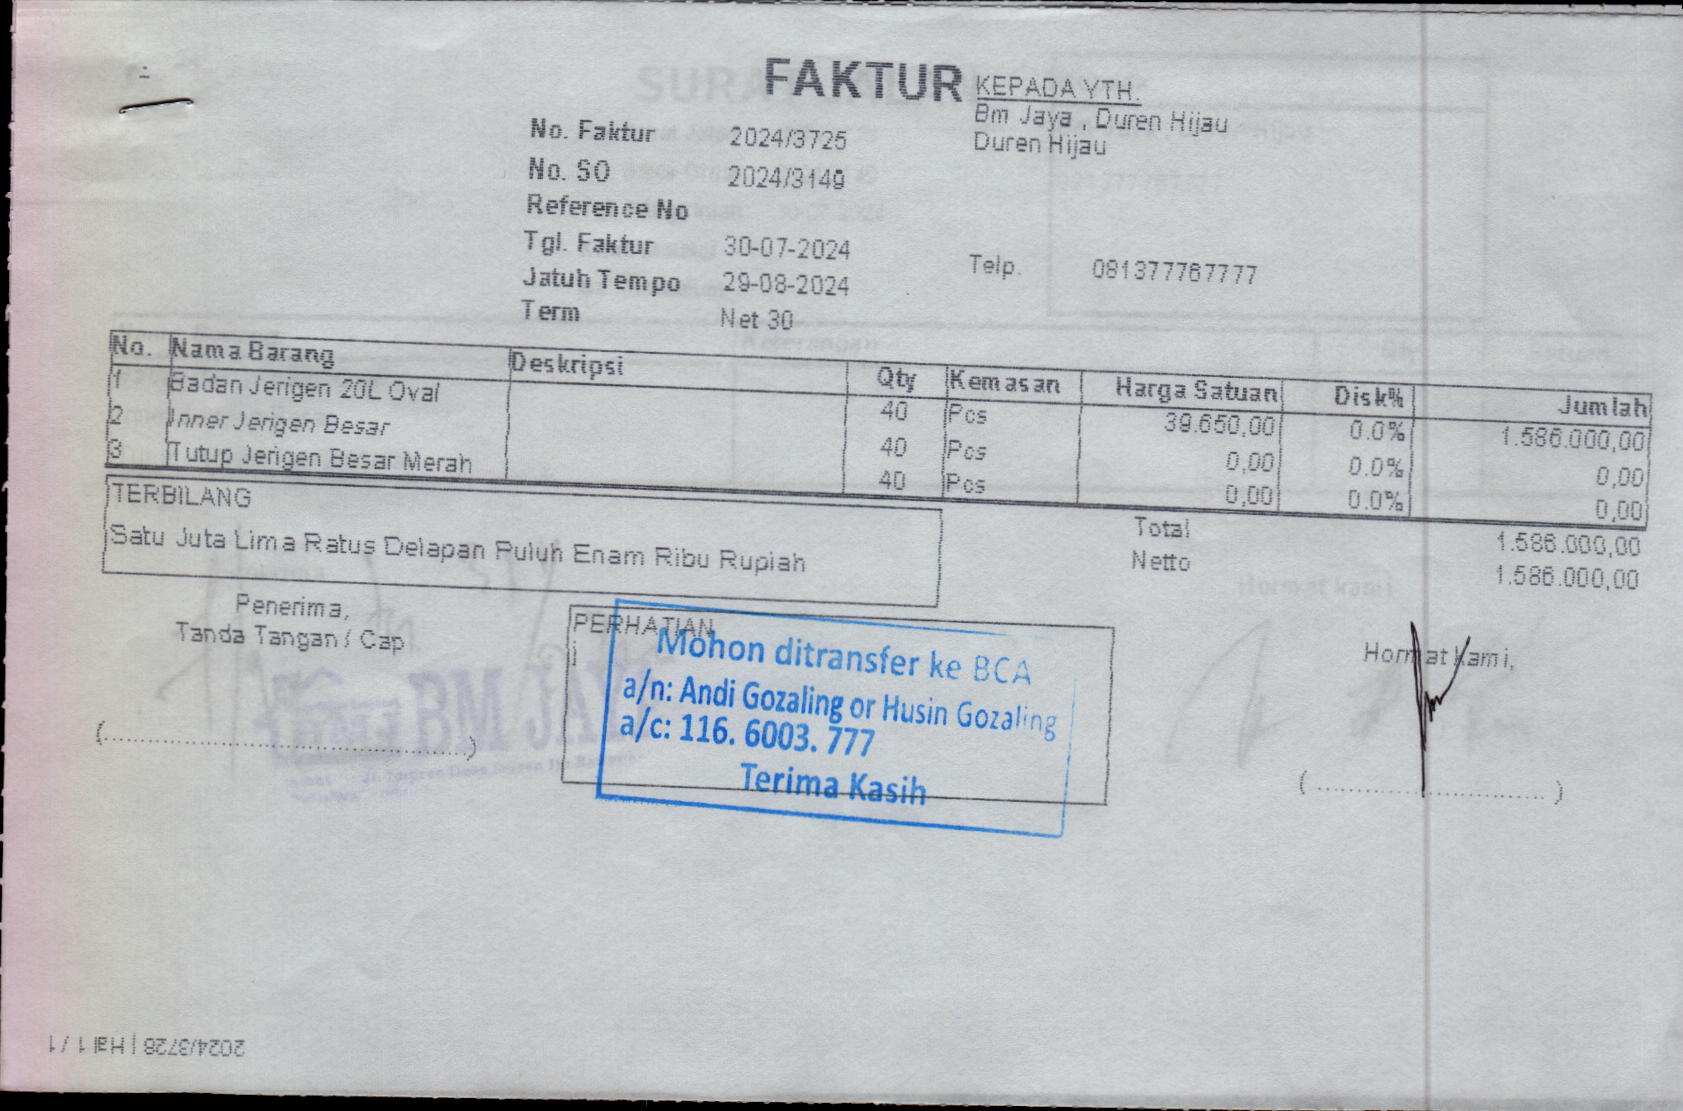 FAKTUR
KEPADA YTH.
Bm Jaya , Duren Hijau
Duren Hijau
No. Faktur 2024/3725
No. SO 2024/3149
Reference No
Tgl. Faktur 30-07-2024
Jatuh Tempo 29-08-2024
Term Net 30
Telp. 081377767777
No. Nama Barang Deskripsi Qty Kemasan Harga Satuan Disk% Jumlah
1 Badan Jerigen 20L Oval 40 Pcs 39.650,00 0.0% 1.586.000,00
2 Inner Jerigen Besar 40 Pcs 0,00 0.0% 0,00
3 Tutup Jerigen Besar Merah 40 Pcs 0,00 0.0% 0,00
TERBILANG
Satu Juta Lima Ratus Delapan Puluh Enam Ribu Rupiah
Total 1.586.000,00
Netto 1.586.000,00
Penerima,
Tanda Tangan / Cap
PERHATIAN
Mohon ditransfer ke BCA
a/n: Andi Gozaling or Husin Gozaling
a/c: 116. 6003. 777
Terima Kasih
Hormat kami,
BM JAYA
2024/3726 | Hal 1 / 1